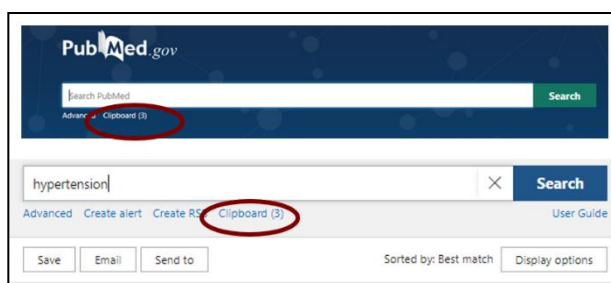 PubMed.gov
Search PubMed Search
Advanced Clipboard (3)
hypertension Search
Advanced Create alert Create RSS Clipboard (3) User Guide
Save Email Send to Sorted by: Best match Display options